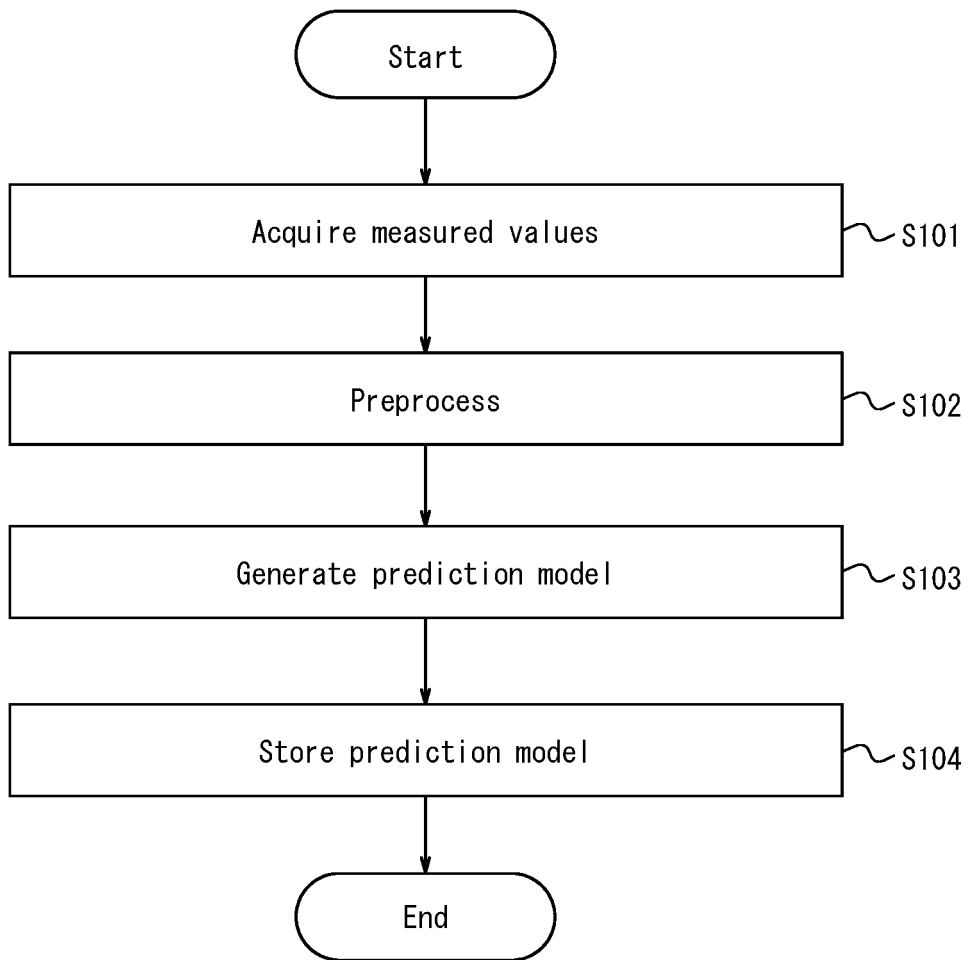 Start
Acquire measured values
S101
Preprocess
S102
Generate prediction model
S103
Store prediction model
S104
End